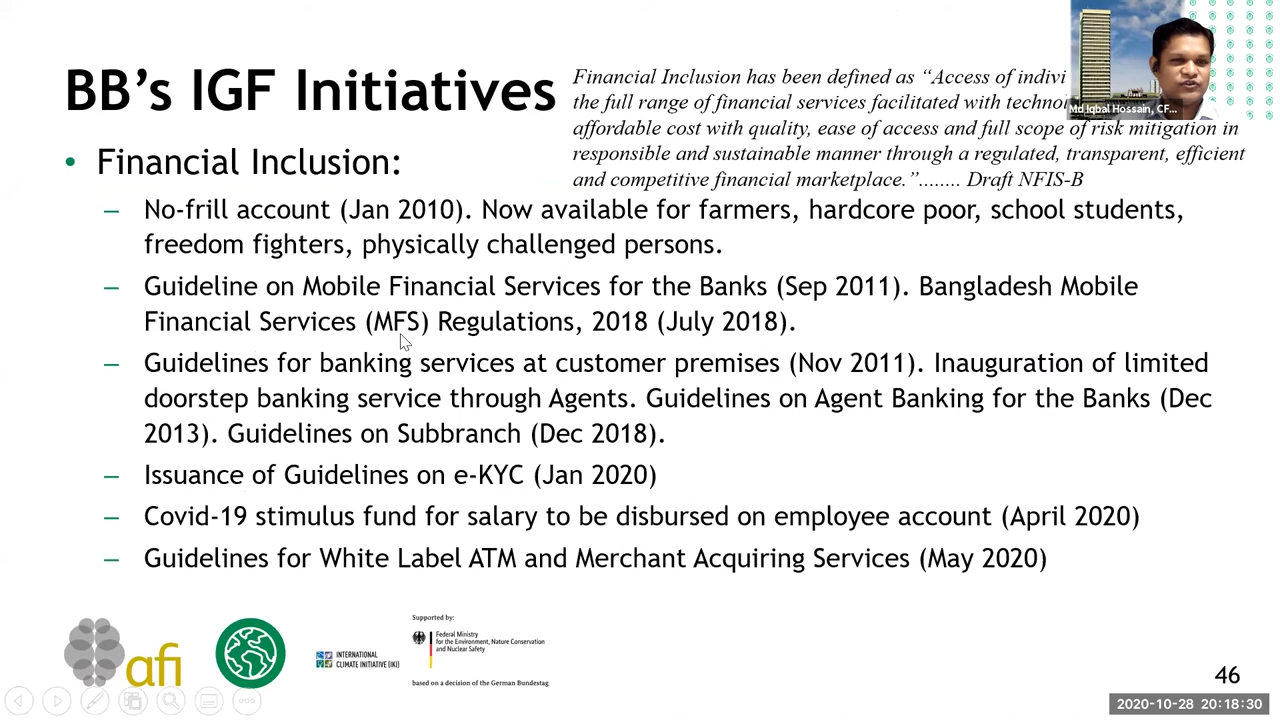 BB’s IGF Initiatives
Financial Inclusion has been defined as “Access of indivi
the full range of financial services facilitated with techno
affordable cost with quality, ease of access and full scope of risk mitigation in
responsible and sustainable manner through a regulated, transparent, efficient
and competitive financial marketplace.”........ Draft NFIS-B
Md Iqbal Hossain, CF...
• Financial Inclusion:
– No-frill account (Jan 2010). Now available for farmers, hardcore poor, school students,
freedom fighters, physically challenged persons.
– Guideline on Mobile Financial Services for the Banks (Sep 2011). Bangladesh Mobile
Financial Services (MFS) Regulations, 2018 (July 2018).
– Guidelines for banking services at customer premises (Nov 2011). Inauguration of limited
doorstep banking service through Agents. Guidelines on Agent Banking for the Banks (Dec
2013). Guidelines on Subbranch (Dec 2018).
– Issuance of Guidelines on e-KYC (Jan 2020)
– Covid-19 stimulus fund for salary to be disbursed on employee account (April 2020)
– Guidelines for White Label ATM and Merchant Acquiring Services (May 2020)
afi
INTERNATIONAL
CLIMATE INITIATIVE (IKI)
Supported by:
Federal Ministry
for the Environment, Nature Conservation
and Nuclear Safety
based on a decision of the German Bundestag
46
2020-10-28 20:18:30